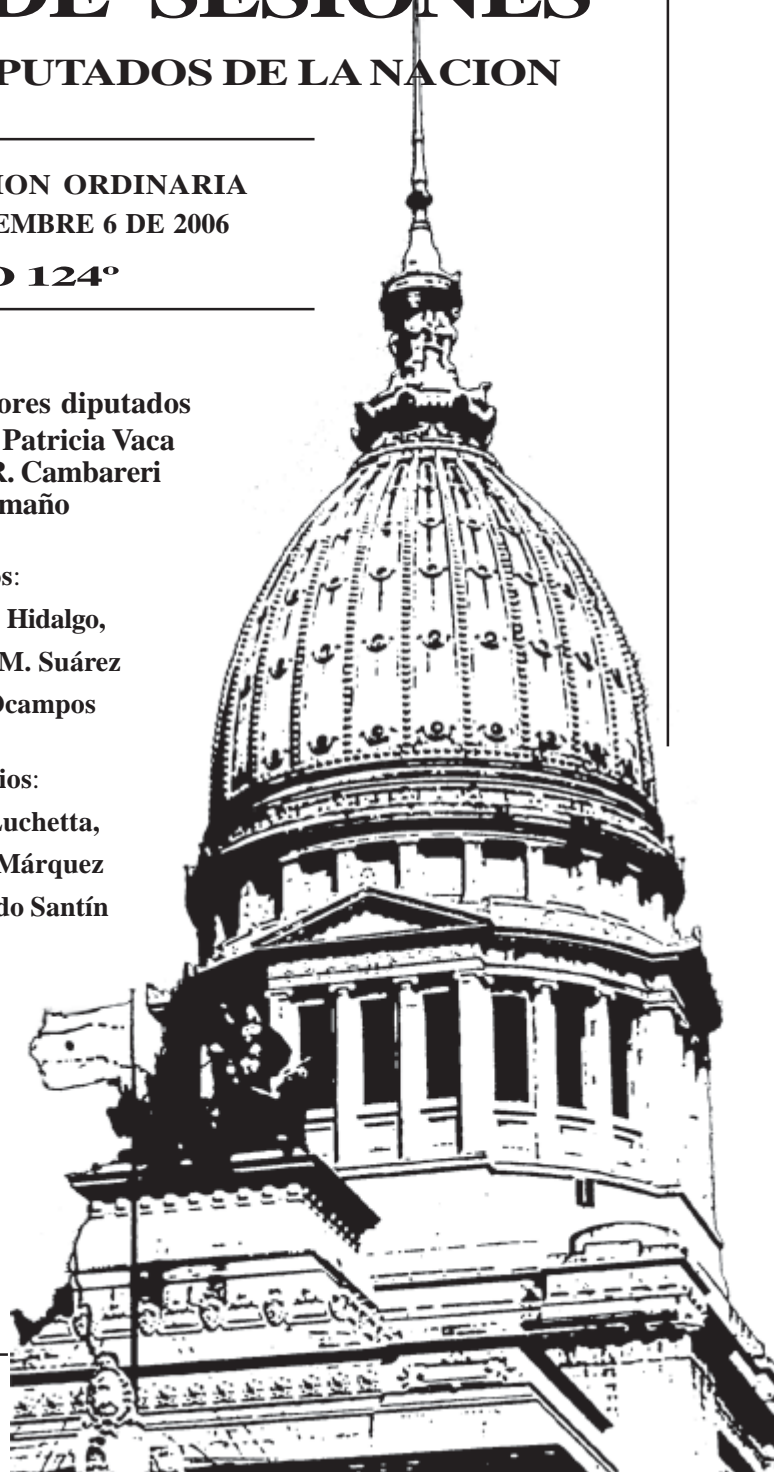 DE SESIONES
PUTADOS DE LA NACION
ION ORDINARIA
EMBRE 6 DE 2006
O 124º
ores diputados
Patricia Vaca
R. Cambareri
maño
os:
Hidalgo,
M. Suárez
Ocampos
ios:
Luchetta,
Márquez
do Santín